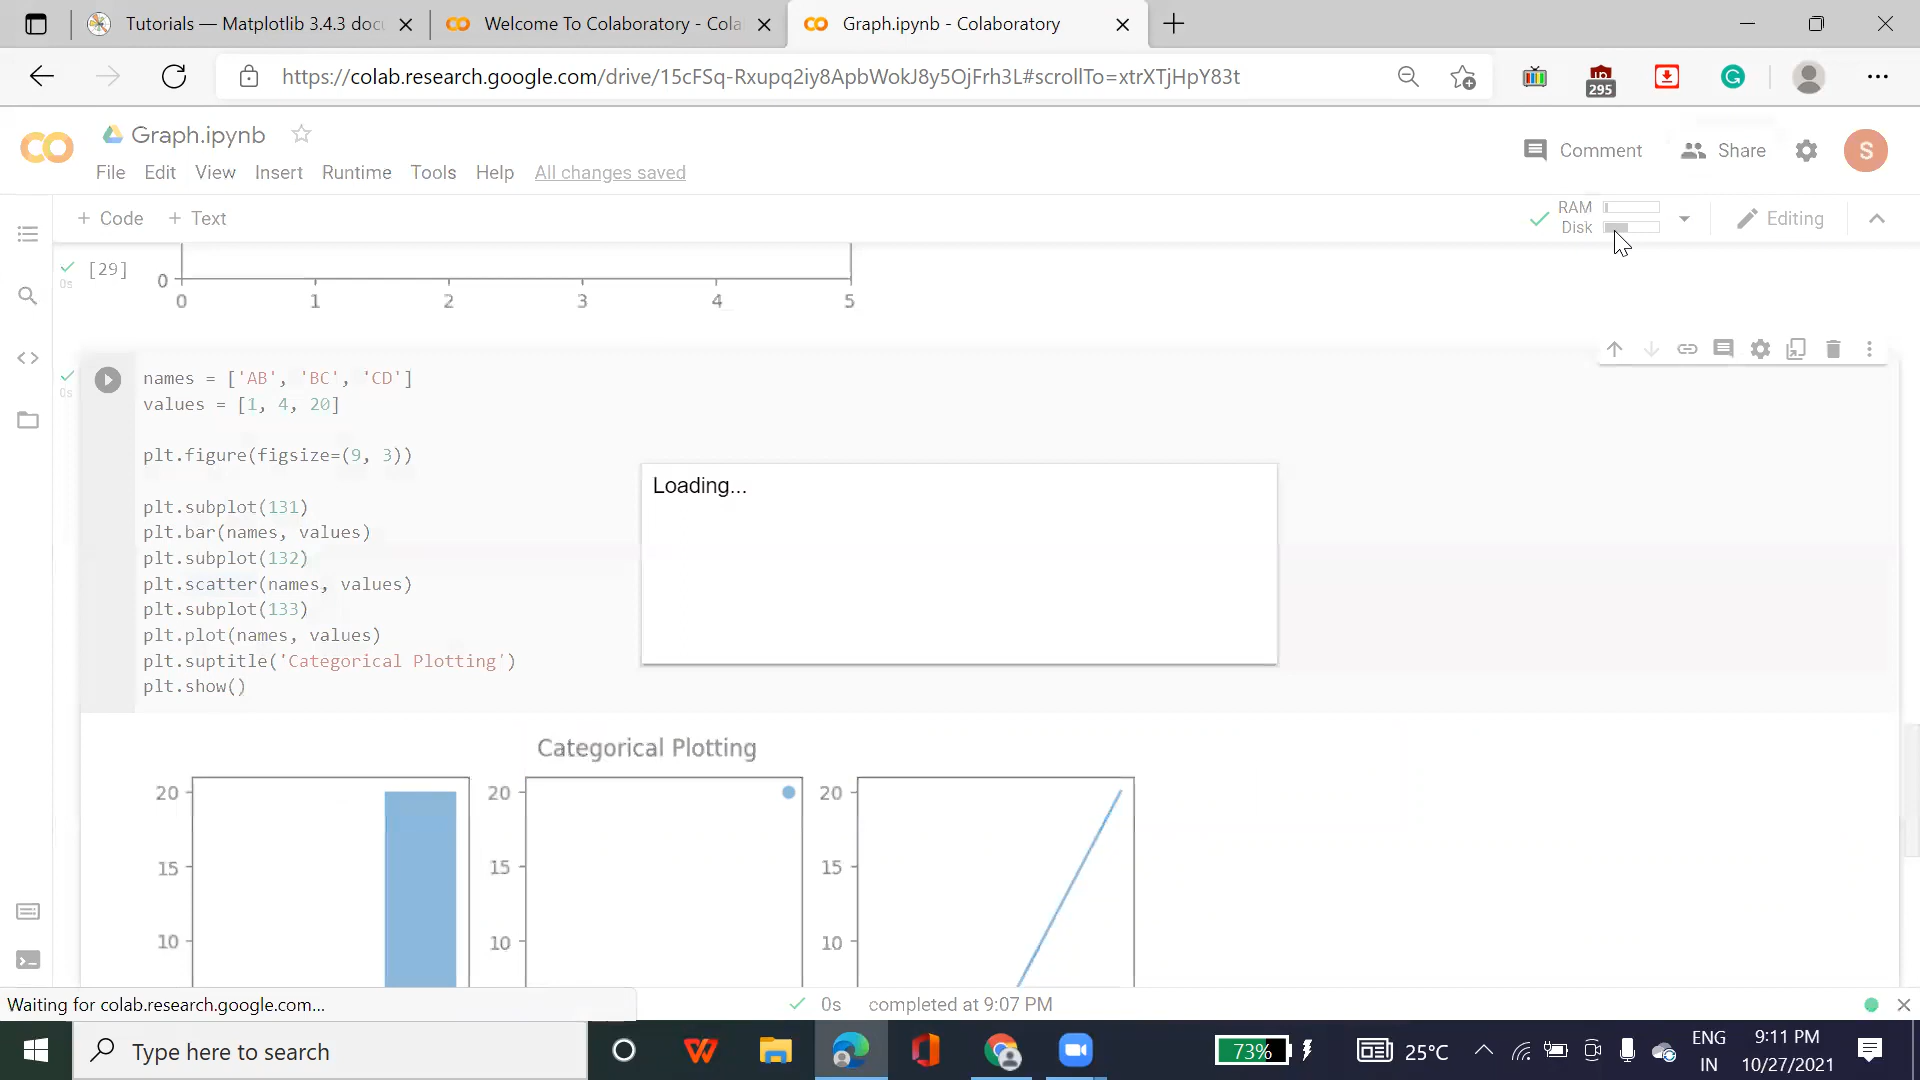 Tutorials — Matplotlib 3.4.3 doc
Welcome To Colaboratory - Cola
Graph.ipynb - Colaboratory
https://colab.research.google.com/drive/15cFSq-Rxupq2iy8ApbWokJ8y5OjFrh3L#scrollTo=xtrXTjHpY83t
295
CO
Graph.ipynb
Comment
Share
S
File
Edit
View
Insert
Runtime
Tools
Help
All changes saved
+ Code
+ Text
RAM
Disk
Editing
0s
[29]
0
0 1 2 3 4 5
0s
names = ['AB', 'BC', 'CD']
values = [1, 4, 20]
plt.figure(figsize=(9, 3))
plt.subplot(131)
plt.bar(names, values)
plt.subplot(132)
plt.scatter(names, values)
plt.subplot(133)
plt.plot(names, values)
plt.suptitle('Categorical Plotting')
plt.show()
Loading...
Categorical Plotting
20 20 20
15 15 15
10 10 10
Waiting for colab.research.google.com...
0s completed at 9:07 PM
Type here to search
73%
25°C
ENG
IN
9:11 PM
10/27/2021